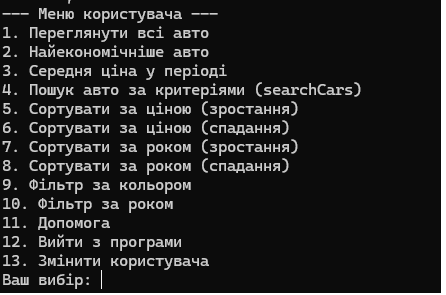 --- Меню користувача ---
1. Переглянути всі авто
2. Найекономічніше авто
3. Середня ціна у періоді
4. Пошук авто за критеріями (searchCars)
5. Сортувати за ціною (зростання)
6. Сортувати за ціною (спадання)
7. Сортувати за роком (зростання)
8. Сортувати за роком (спадання)
9. Фільтр за кольором
10. Фільтр за роком
11. Допомога
12. Вийти з програми
13. Змінити користувача
Ваш вибір: